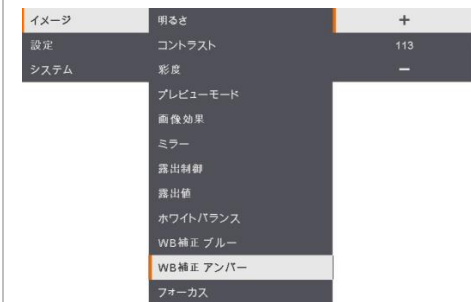 イメージ
設定
システム
明るさ
コントラスト
彩度
プレビューモード
画像効果
ミラー
露出制御
露出値
ホワイトバランス
WB補正 ブルー
WB補正 アンバー
フォーカス
+
113
−